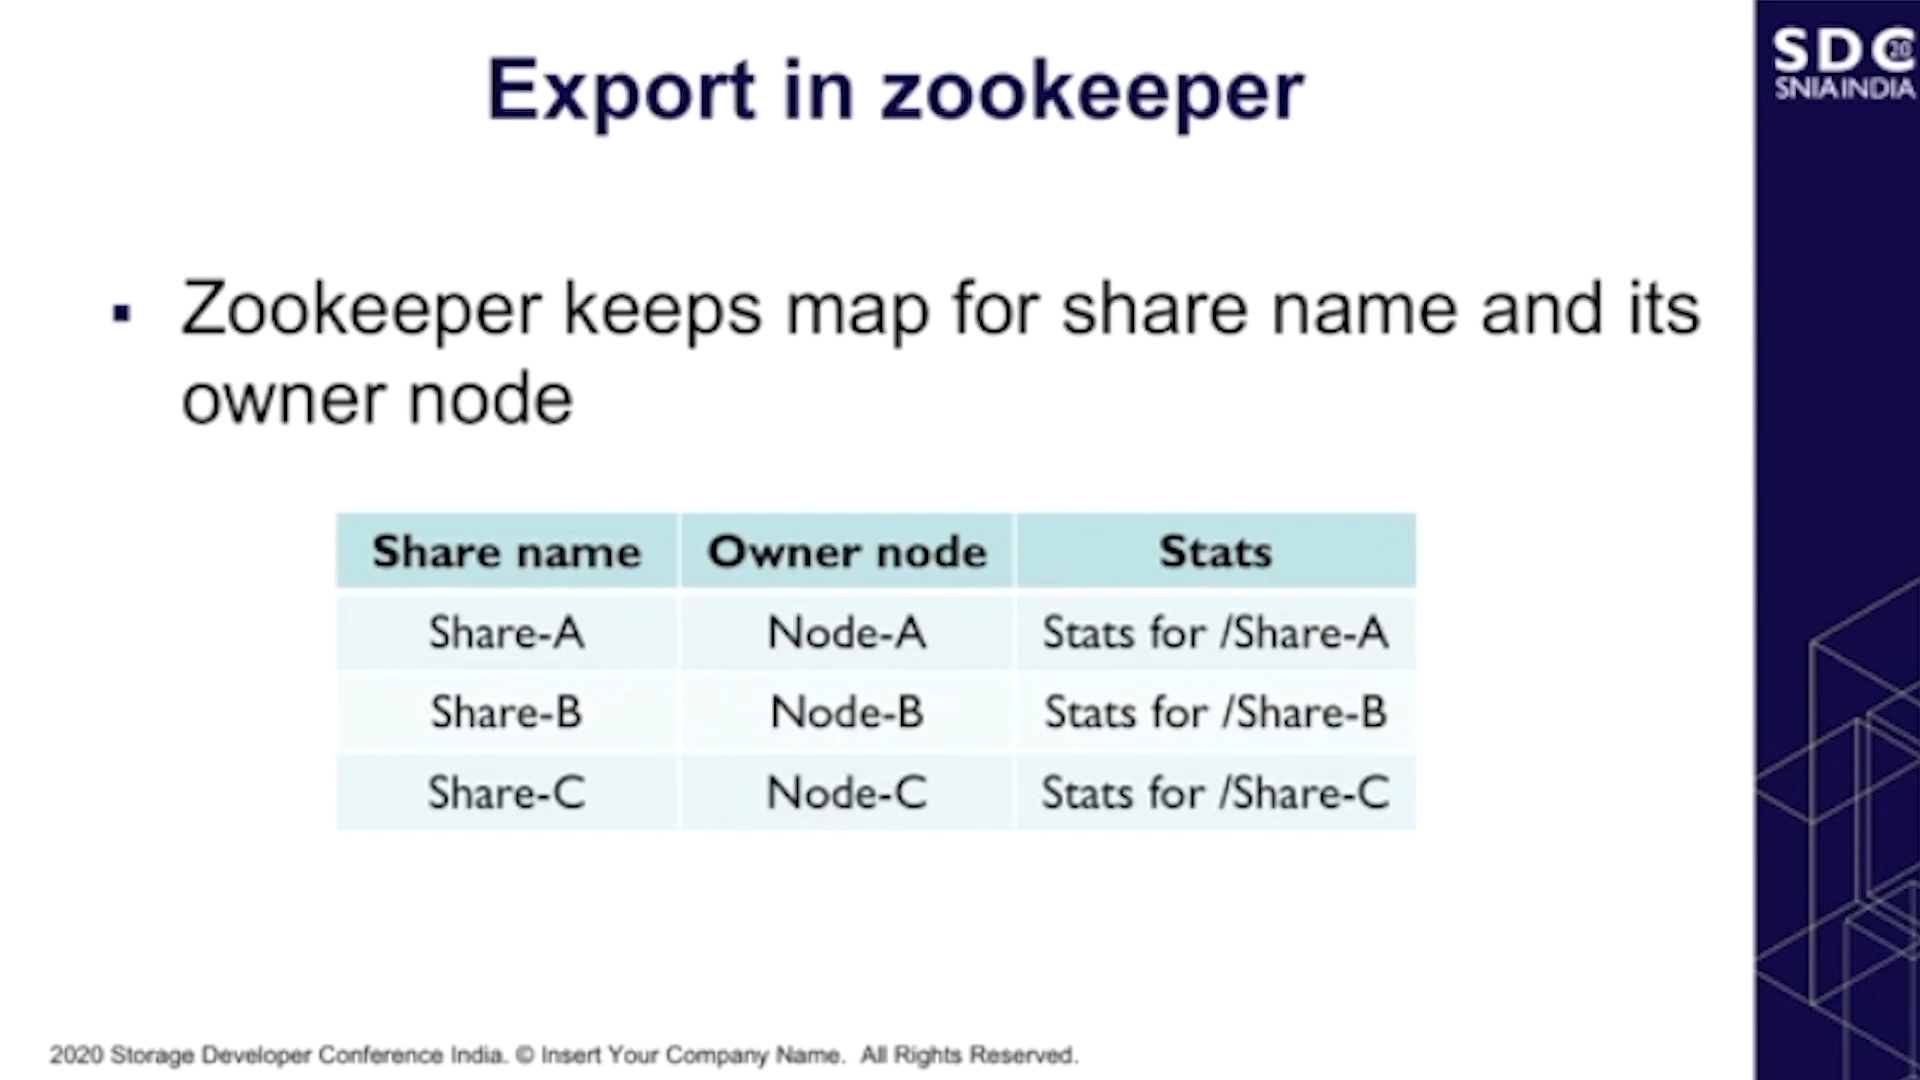 Export in zookeeper
SDC 20
SNIA INDIA
▪ Zookeeper keeps map for share name and its
owner node
Share name Owner node Stats
Share-A Node-A Stats for /Share-A
Share-B Node-B Stats for /Share-B
Share-C Node-C Stats for /Share-C
2020 Storage Developer Conference India. © Insert Your Company Name. All Rights Reserved.